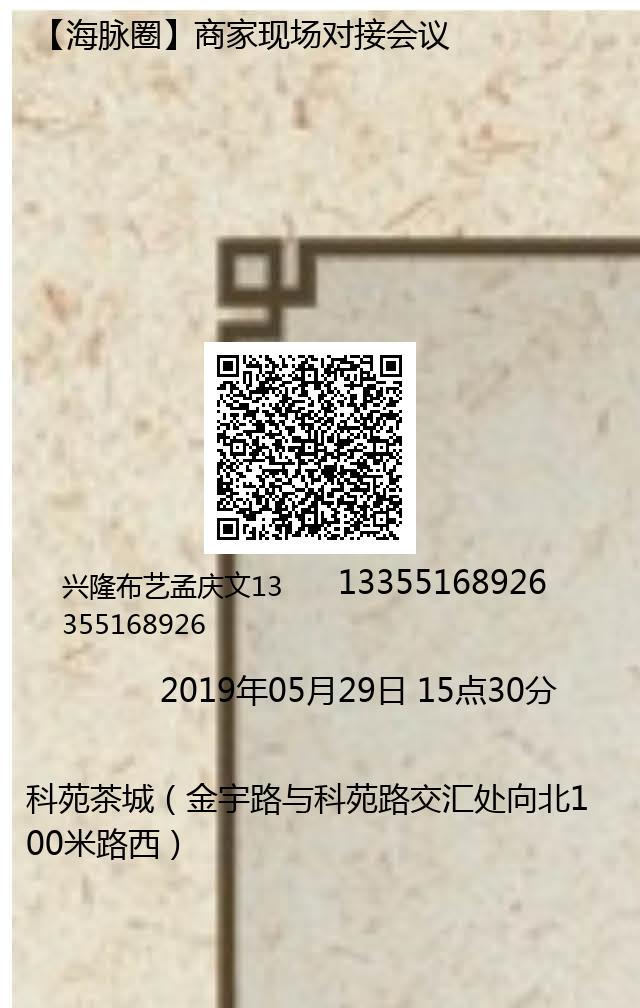 【海脉圈】商家现场对接会议
兴隆布艺孟庆文13
355168926
13355168926
2019年05月29日 15点30分
科苑茶城（金宇路与科苑路交汇处向北1
00米路西）